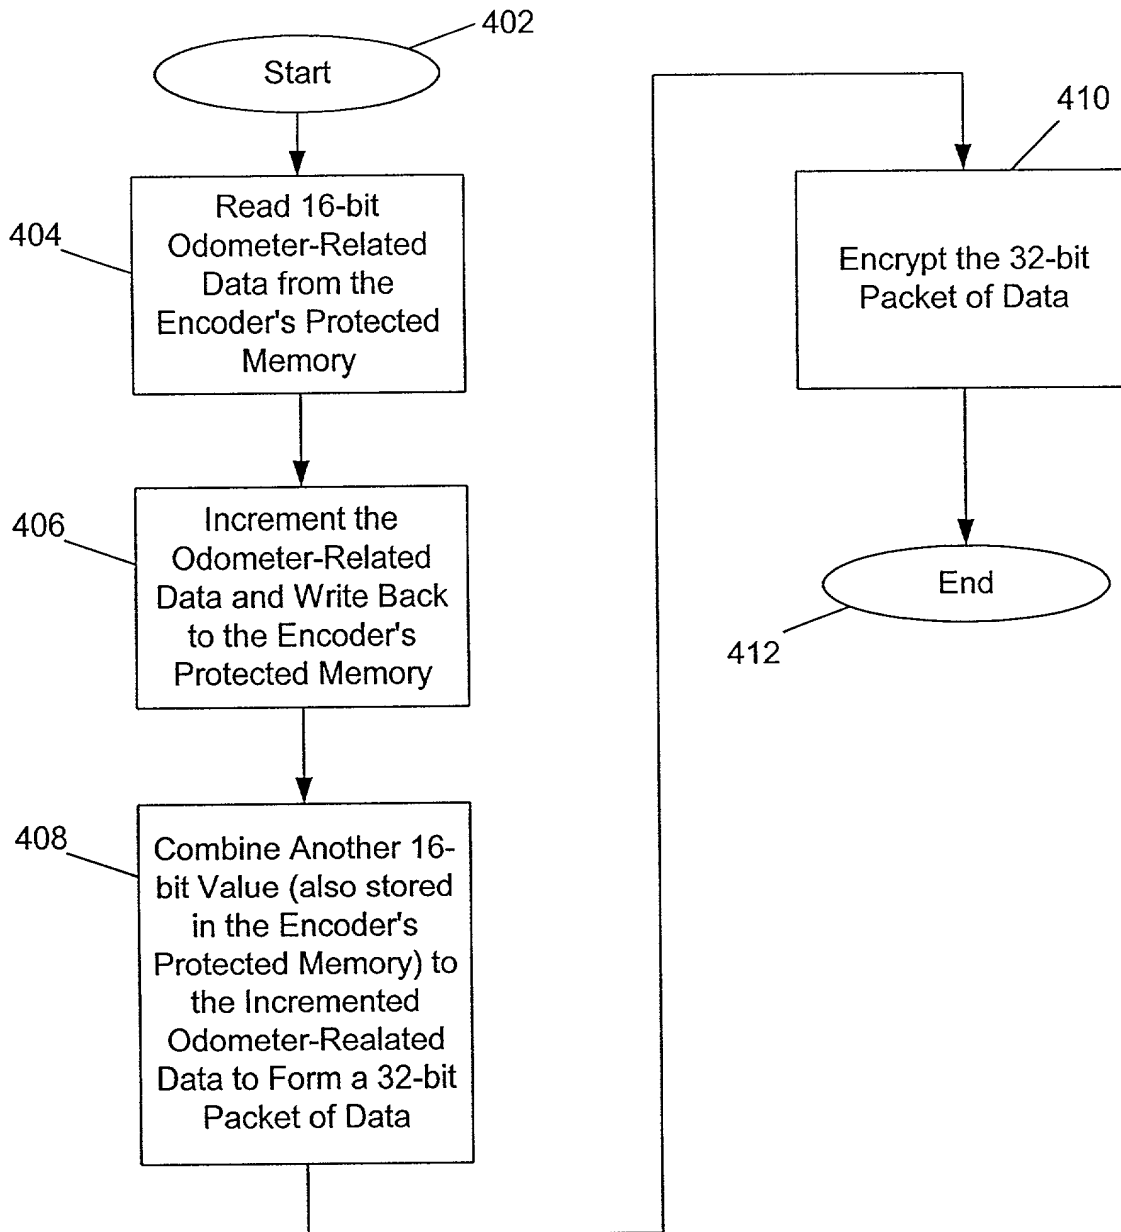 402
Start
404
Read 16-bit
Odometer-Related
Data from the
Encoder's Protected
Memory
406
Increment the
Odometer-Related
Data and Write Back
to the Encoder's
Protected Memory
408
Combine Another 16-
bit Value (also stored
in the Encoder's
Protected Memory) to
the Incremented
Odometer-Realated
Data to Form a 32-bit
Packet of Data
410
Encrypt the 32-bit
Packet of Data
End
412